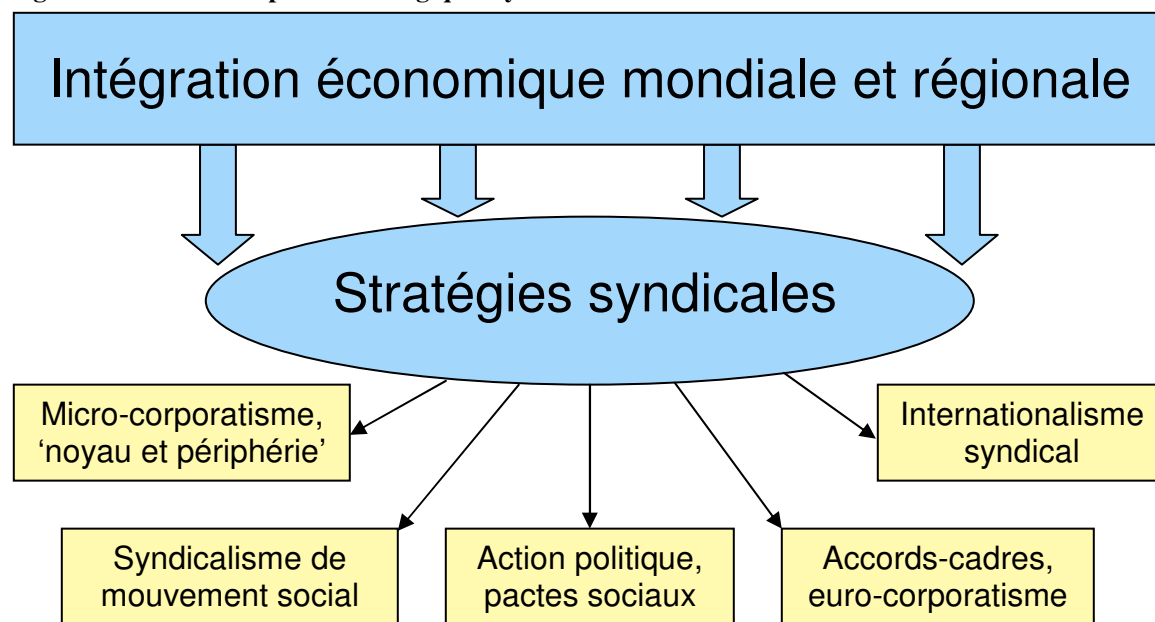 Intégration économique mondiale et régionale
Stratégies syndicales
Micro-corporatisme,
‘noyau et périphérie’
Internationalisme
syndical
Syndicalisme de
mouvement social
Action politique,
pactes sociaux
Accords-cadres,
euro-corporatisme